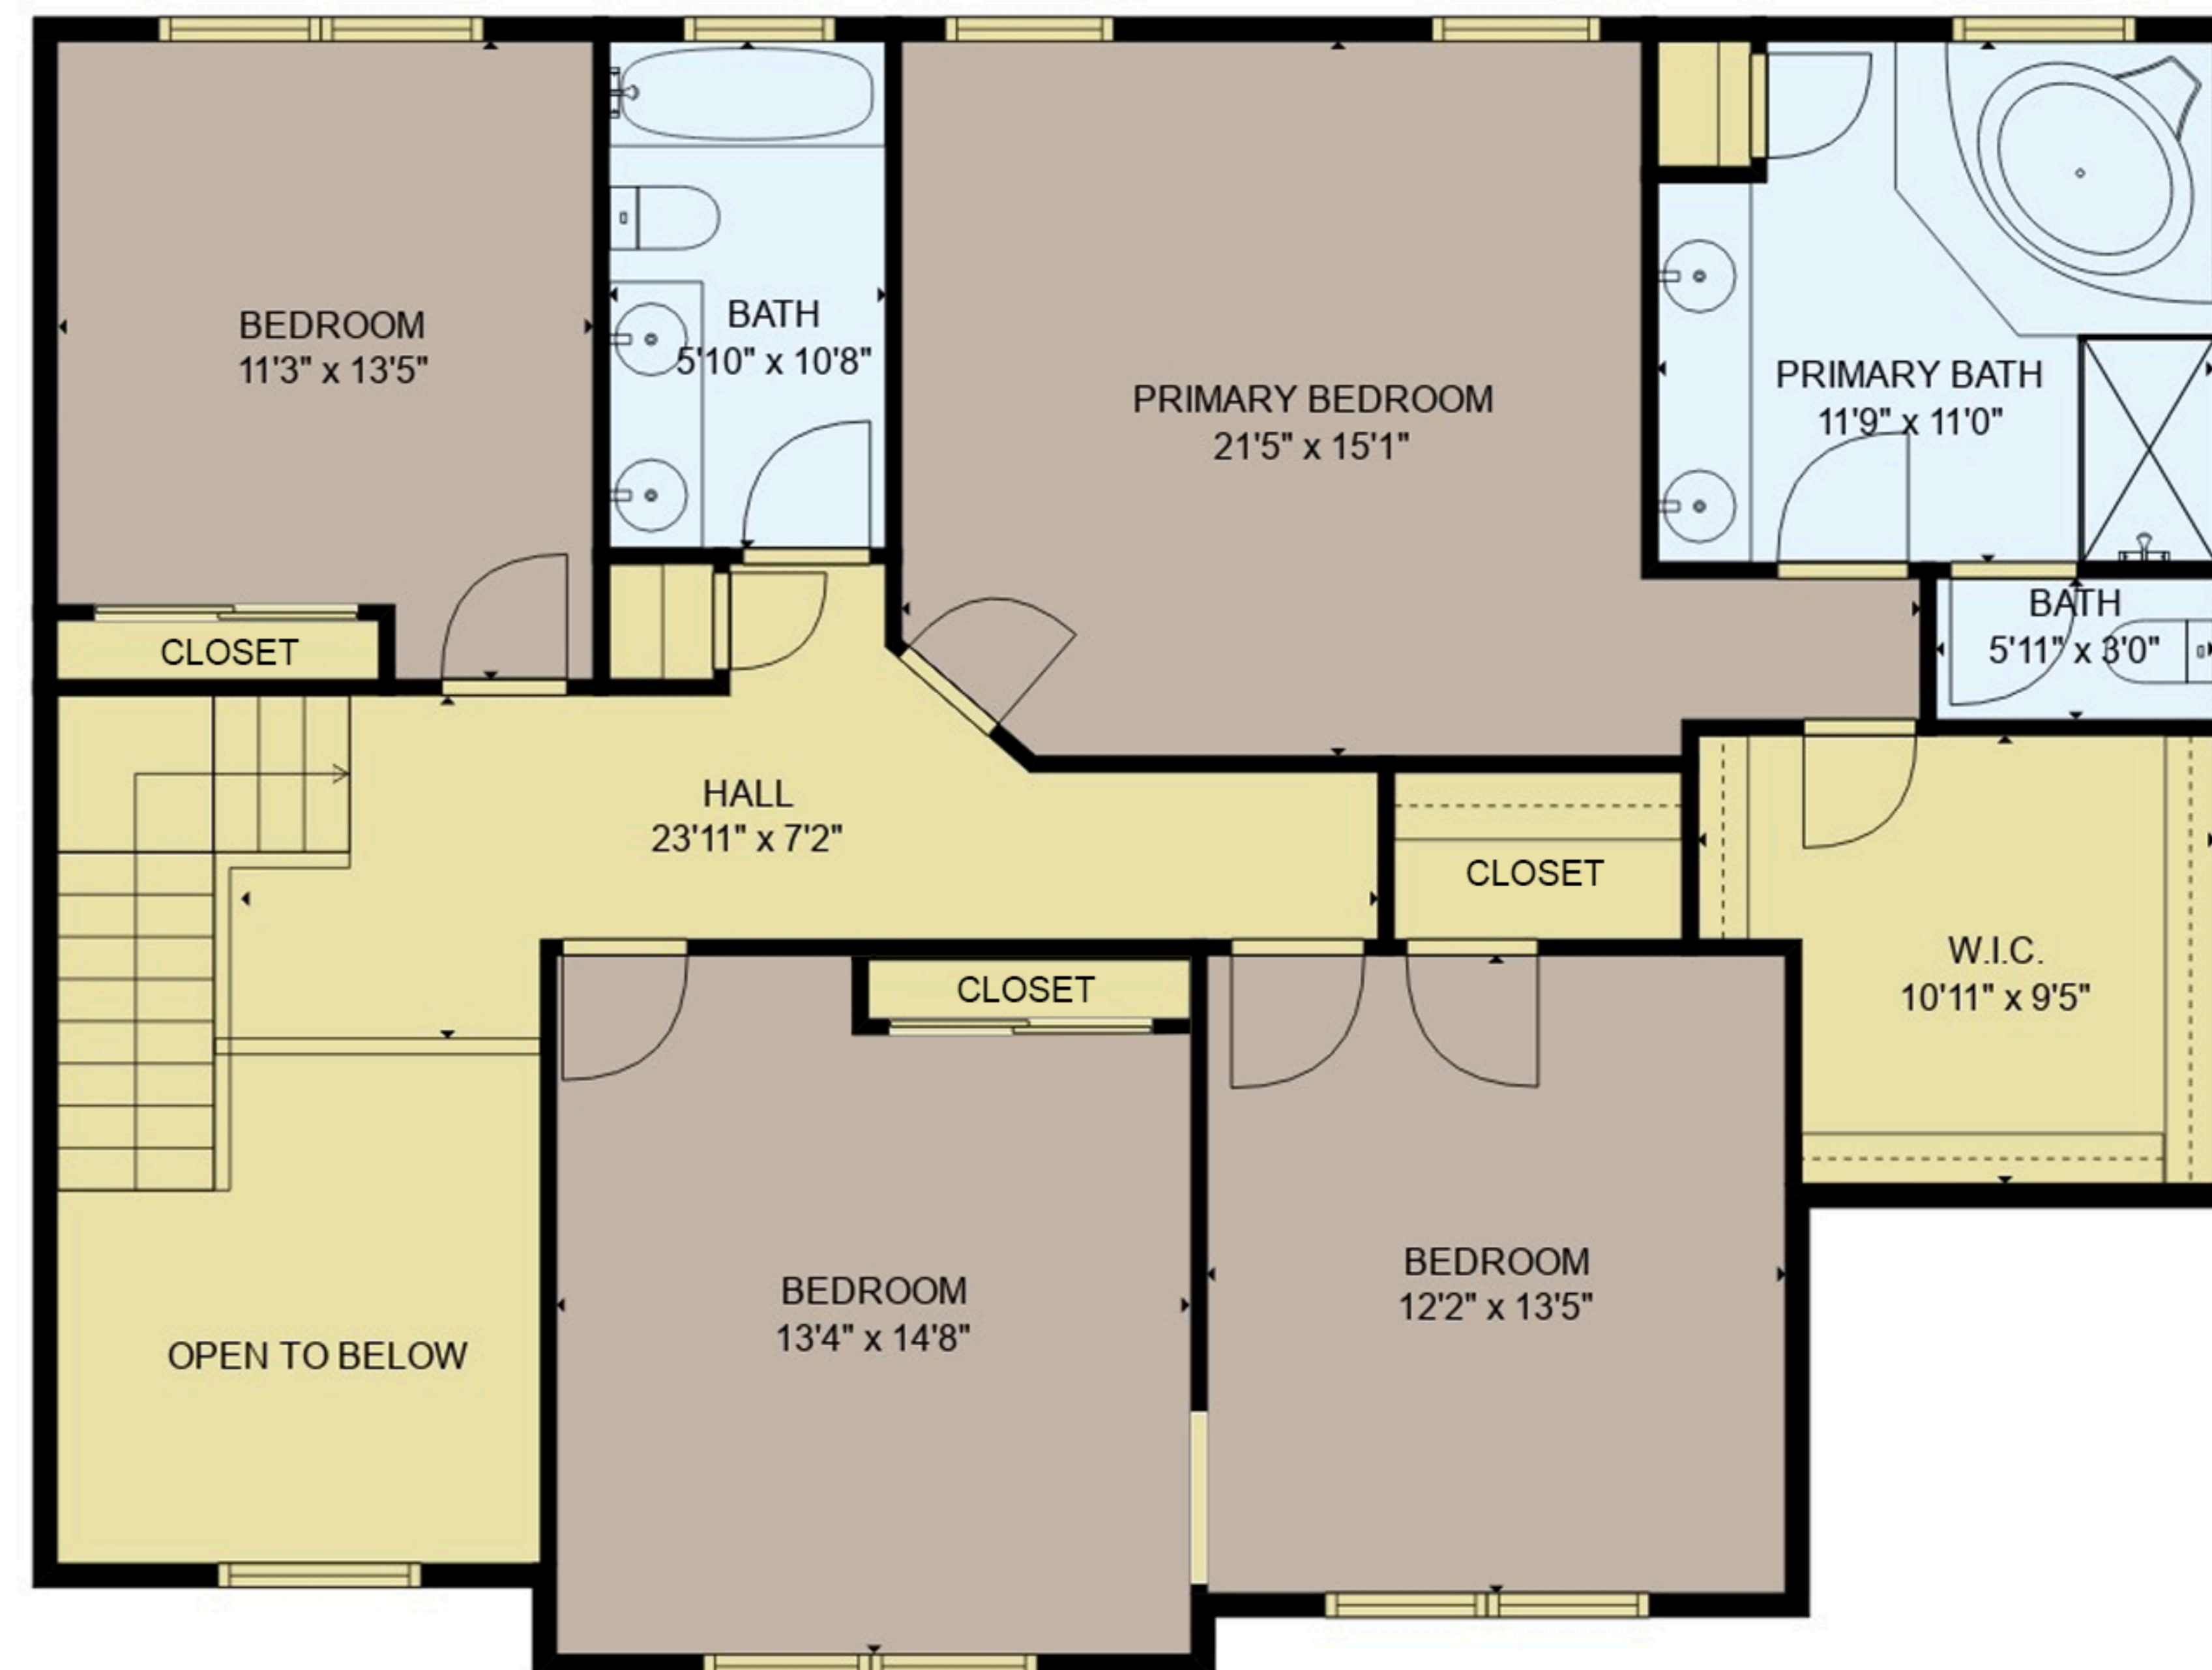 BEDROOM
11'3" x 13'5"
BATH
5'10" x 10'8"
PRIMARY BEDROOM
21'5" x 15'1"
PRIMARY BATH
11'9" x 11'0"
BATH
5'11" x 3'0"
CLOSET
HALL
23'11" x 7'2"
CLOSET
W.I.C.
10'11" x 9'5"
CLOSET
BEDROOM
13'4" x 14'8"
BEDROOM
12'2" x 13'5"
OPEN TO BELOW